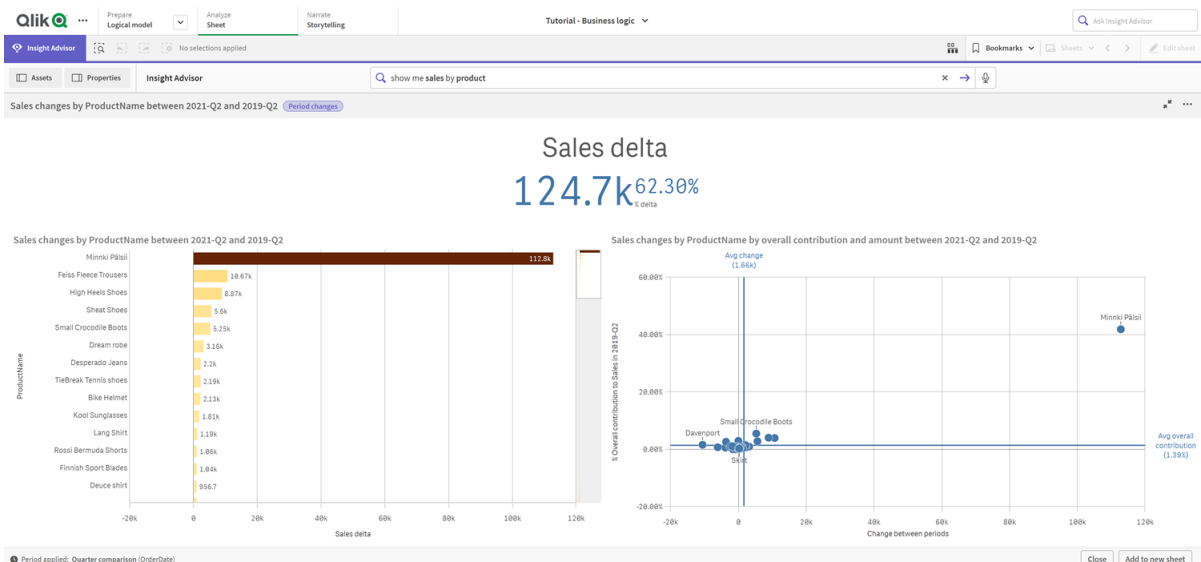 Qlik
Prepare
Logical model
Analyze
Sheet
Narrate
Storytelling
Tutorial - Business logic
Ask Insight Advisor
Insight Advisor
No selections applied
Bookmarks
Sheets
Edit sheet
Assets
Properties
Insight Advisor
show me sales by product
Sales changes by ProductName between 2021-Q2 and 2019-Q2
Period changes
Sales delta
124.7k
62.30%
% delta
Sales changes by ProductName between 2021-Q2 and 2019-Q2
ProductName
Minnki Pälsii
112.8k
Feiss Fleece Trousers
10.67k
High Heels Shoes
8.87k
Sheat Shoes
5.6k
Small Crocodile Boots
5.25k
Dream robe
3.16k
Desperado Jeans
2.2k
TieBreak Tennis shoes
2.19k
Bike Helmet
2.13k
Kool Sunglasses
1.81k
Lang Shirt
1.19k
Rossi Bermuda Shorts
1.06k
Finnish Sport Blades
1.04k
Deuce shirt
956.7
-20k
0
20k
40k
60k
80k
100k
120k
Sales delta
Sales changes by ProductName by overall contribution and amount between 2021-Q2 and 2019-Q2
Avg change
(1.66k)
% Overall contribution to Sales in 2019-Q2
60.00%
40.00%
20.00%
0.00%
-20.00%
Minnki Pälsii
Small Crocodile Boots
Davenport
Skirt
Avg overall
contribution
(1.39%)
-20k
0
20k
40k
60k
80k
100k
120k
Change between periods
Period applied: Quarter comparison (OrderDate)
Close
Add to new sheet